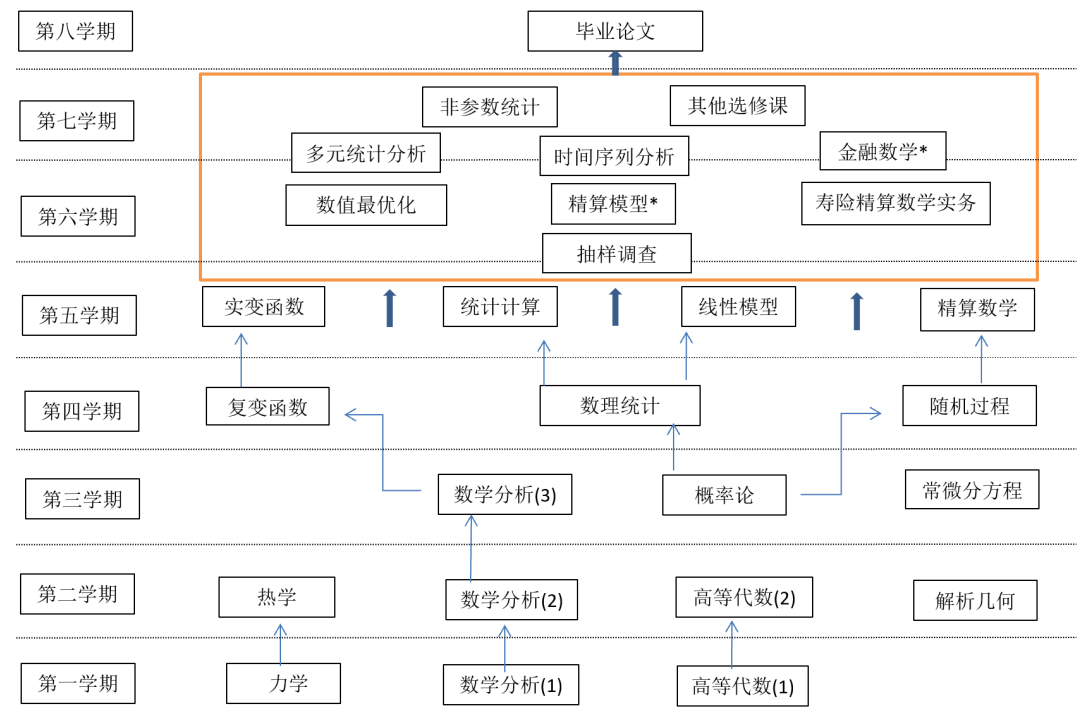 第八学期
毕业论文
第七学期
非参数统计
其他选修课
多元统计分析
时间序列分析
金融数学*
第六学期
数值最优化
精算模型*
寿险精算数学实务
抽样调查
第五学期
实变函数
统计计算
线性模型
精算数学
第四学期
复变函数
数理统计
随机过程
第三学期
数学分析(3)
概率论
常微分方程
第二学期
热学
数学分析(2)
高等代数(2)
解析几何
第一学期
力学
数学分析(1)
高等代数(1)